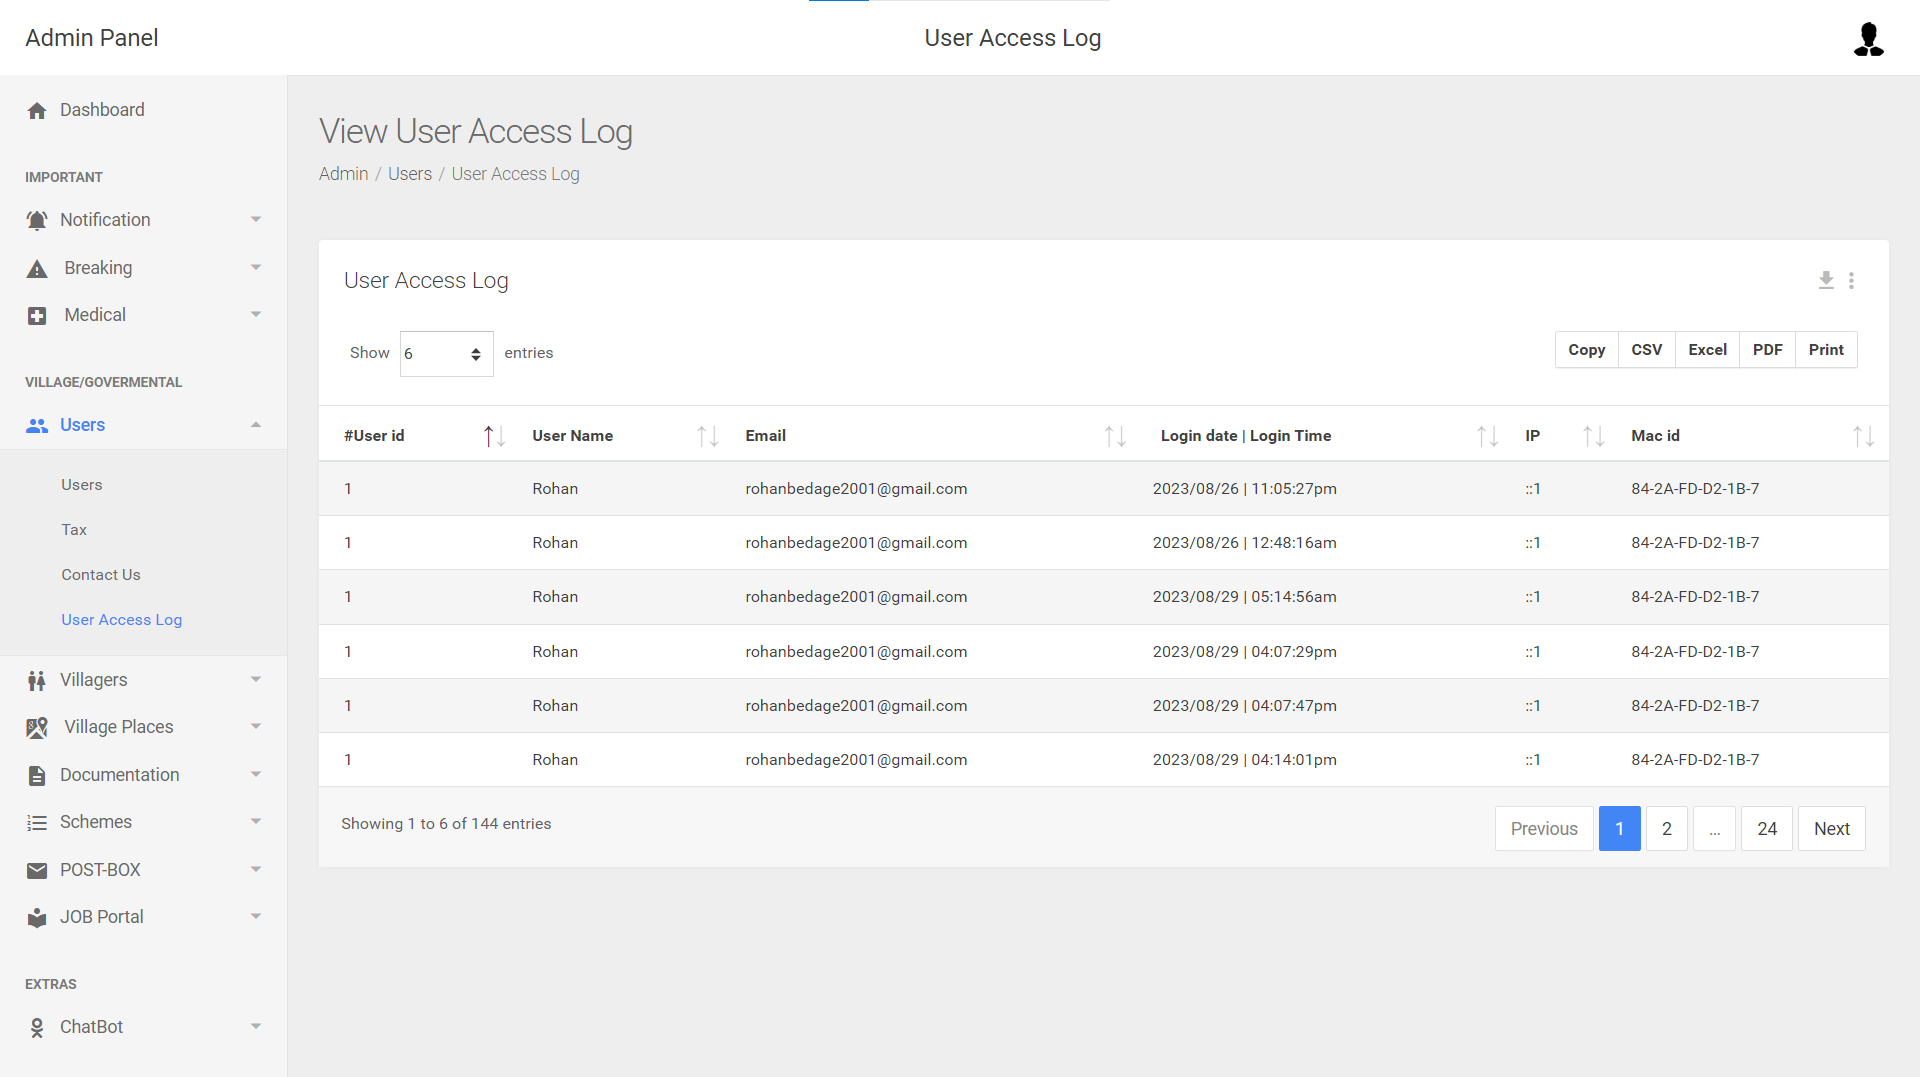 Admin Panel
User Access Log
Dashboard
IMPORTANT
Notification
Breaking
Medical
VILLAGE/GOVERMENTAL
Users
Users
Tax
Contact Us
User Access Log
Villagers
Village Places
Documentation
Schemes
POST-BOX
JOB Portal
EXTRAS
ChatBot
View User Access Log
Admin / Users / User Access Log
User Access Log
Show 6 entries
Copy CSV Excel PDF Print
#User id User Name Email Login date | Login Time IP Mac id
1 Rohan rohanbedage2001@gmail.com 2023/08/26 | 11:05:27pm ::1 84-2A-FD-D2-1B-7
1 Rohan rohanbedage2001@gmail.com 2023/08/26 | 12:48:16am ::1 84-2A-FD-D2-1B-7
1 Rohan rohanbedage2001@gmail.com 2023/08/29 | 05:14:56am ::1 84-2A-FD-D2-1B-7
1 Rohan rohanbedage2001@gmail.com 2023/08/29 | 04:07:29pm ::1 84-2A-FD-D2-1B-7
1 Rohan rohanbedage2001@gmail.com 2023/08/29 | 04:07:47pm ::1 84-2A-FD-D2-1B-7
1 Rohan rohanbedage2001@gmail.com 2023/08/29 | 04:14:01pm ::1 84-2A-FD-D2-1B-7
Showing 1 to 6 of 144 entries
Previous 1 2 … 24 Next